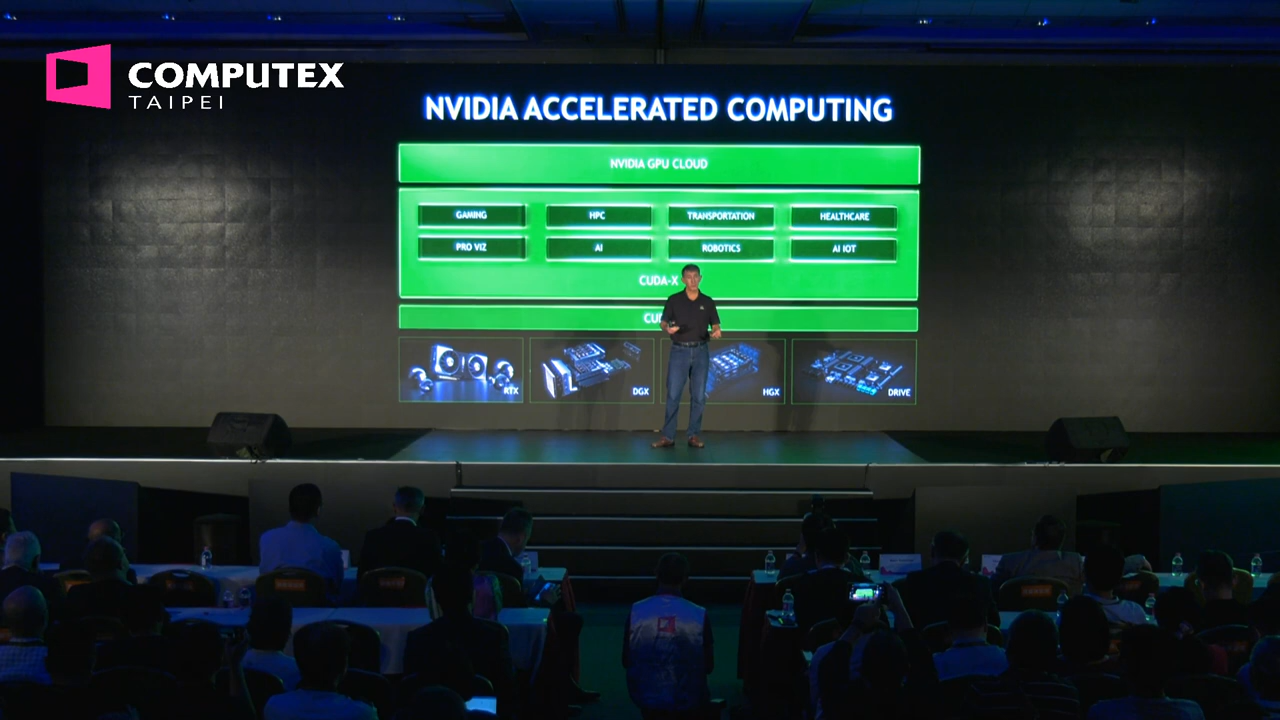 COMPUTEX
TAIPEI
NVIDIA ACCELERATED COMPUTING
NVIDIA GPU CLOUD
GAMING HPC TRANSPORTATION HEALTHCARE
PRO VIZ AI ROBOTICS AI IOT
CUDA-X
CU
RTX DGX HGX DRIVE